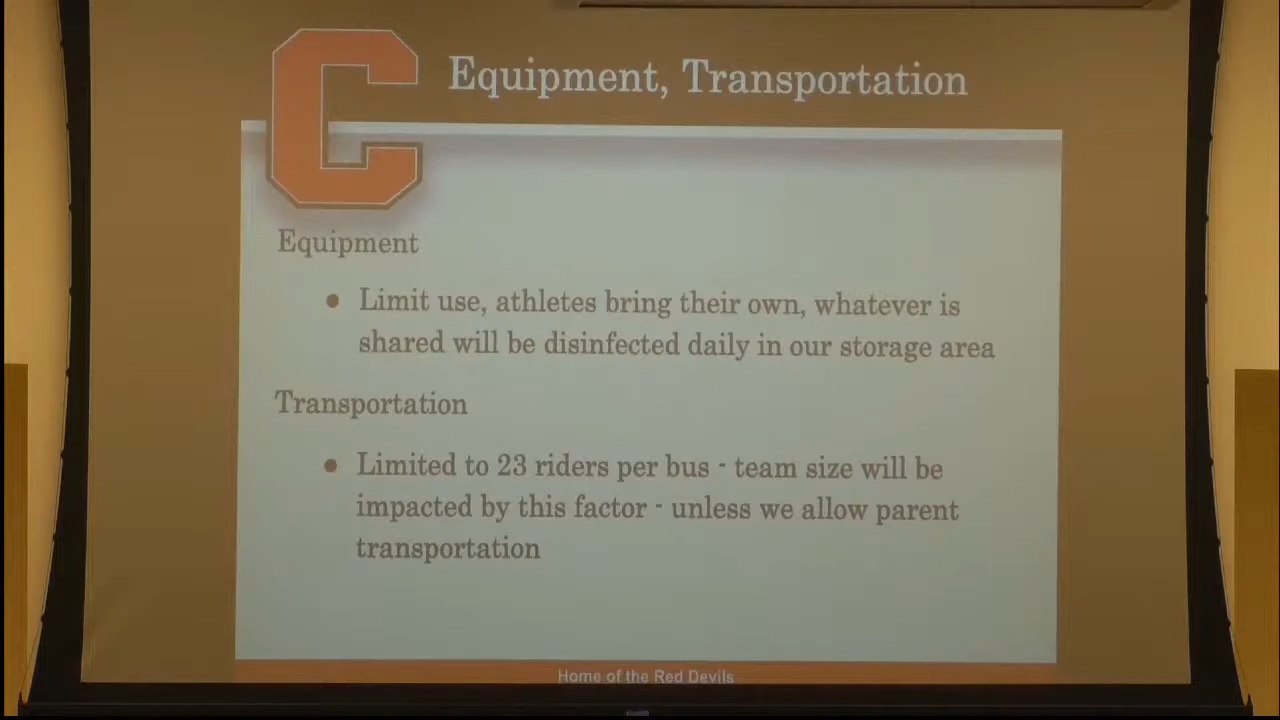 C
Equipment, Transportation
Equipment
● Limit use, athletes bring their own, whatever is
shared will be disinfected daily in our storage area
Transportation
● Limited to 23 riders per bus - team size will be
impacted by this factor - unless we allow parent
transportation
Home of the Red Devils